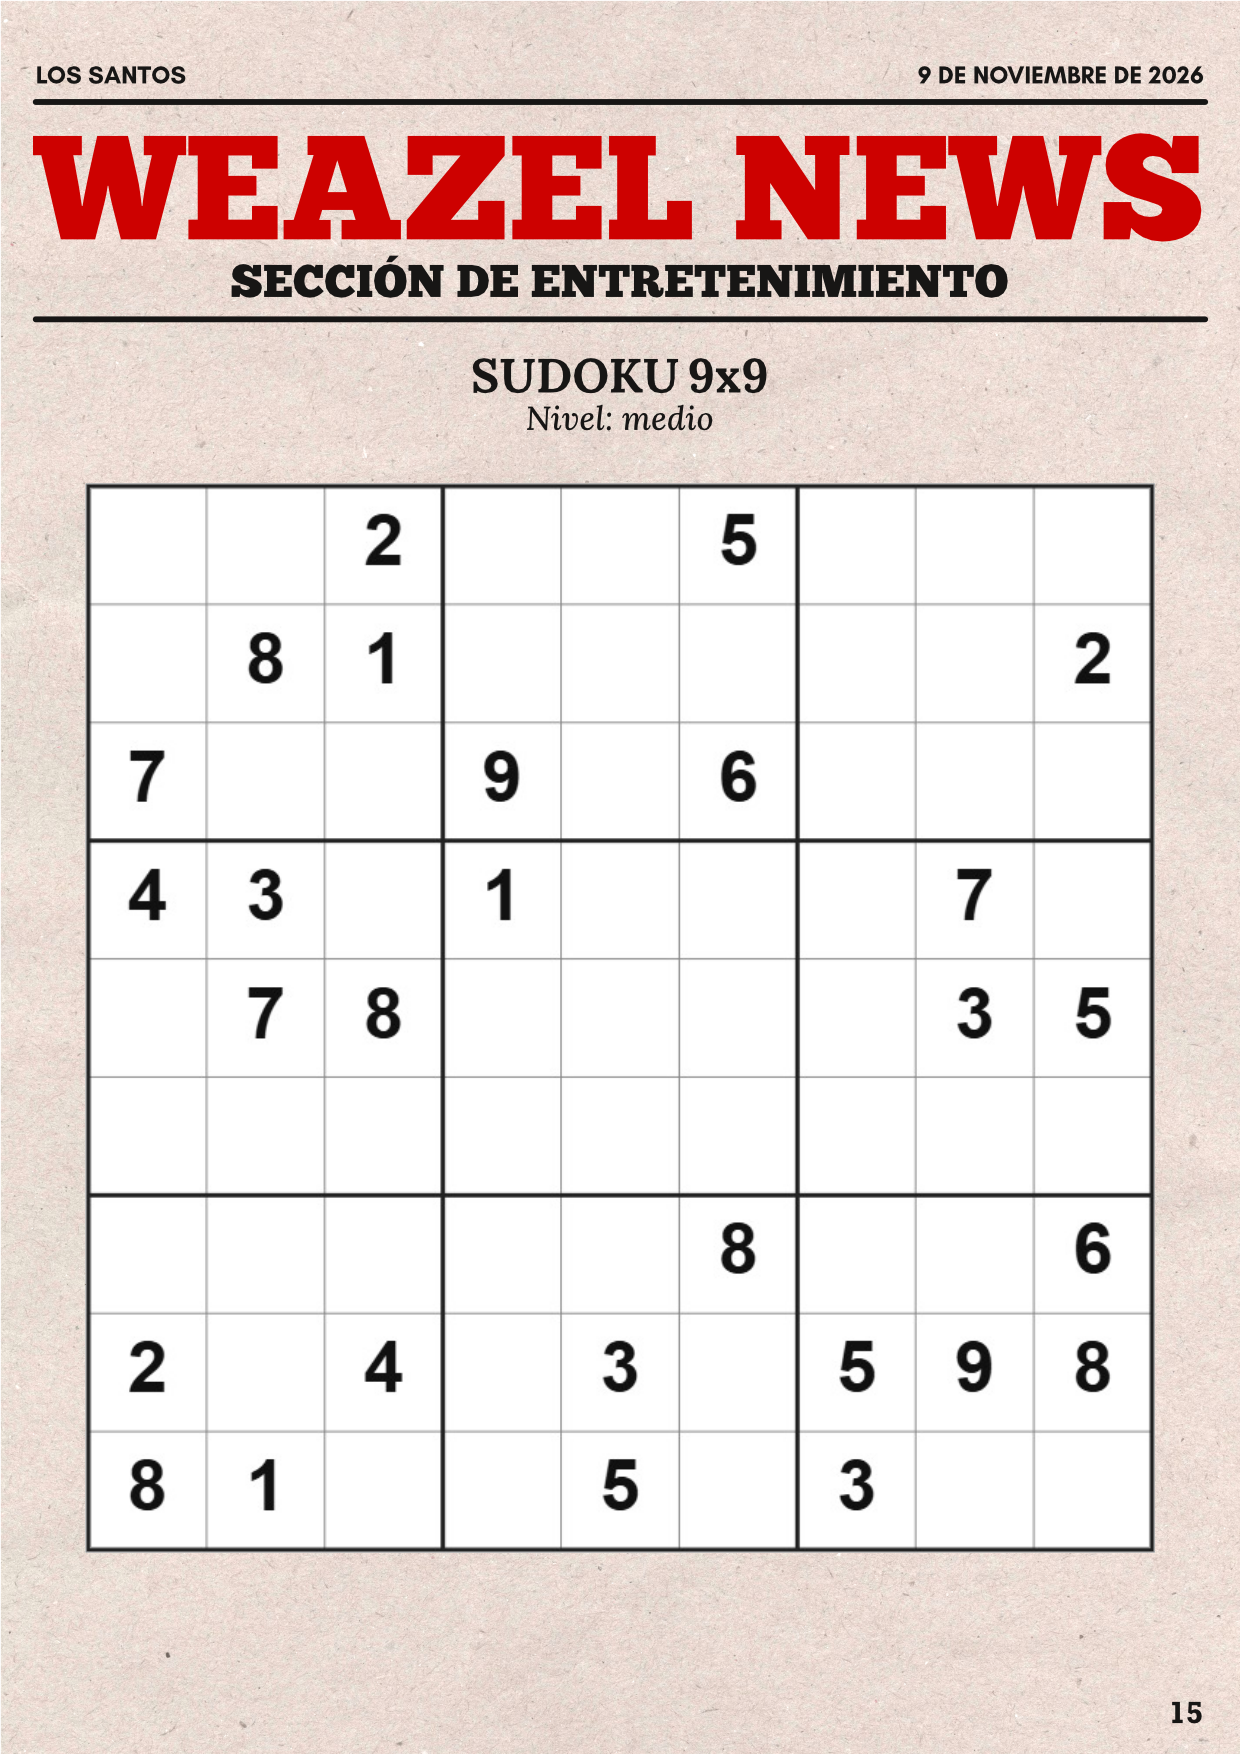 LOS SANTOS
9 DE NOVIEMBRE DE 2026
WEAZEL NEWS
SECCIÓN DE ENTRETENIMIENTO
SUDOKU 9x9
Nivel: medio
2 5
8 1 2
7 9 6
4 3 1 7
7 8 3 5
8 6
2 4 3 5 9 8
8 1 5 3
15